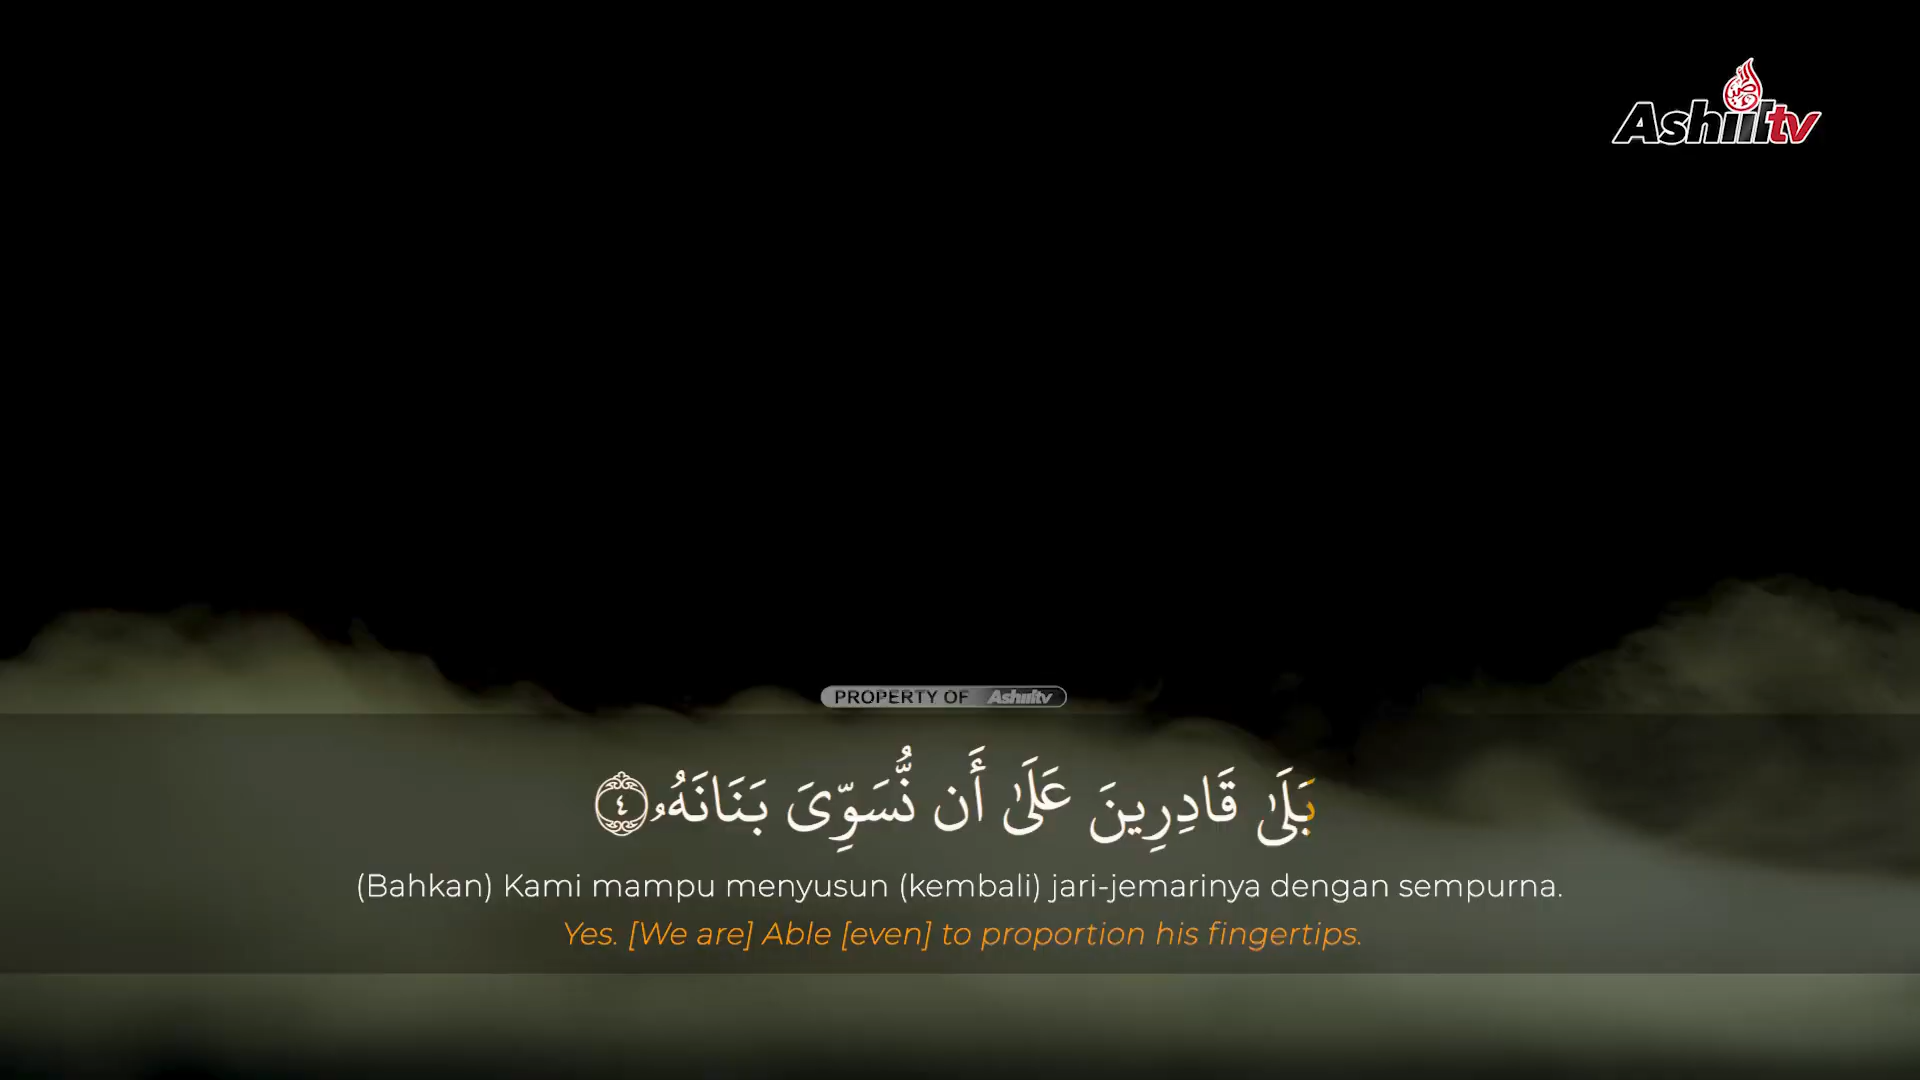 Ashiiltv
PROPERTY OF Ashiiltv
بَلَىٰ قَادِرِينَ عَلَىٰ أَن نُّسَوِّىَ بَنَانَهُۥ ٤
(Bahkan) Kami mampu menyusun (kembali) jari-jemarinya dengan sempurna.
Yes. [We are] Able [even] to proportion his fingertips.